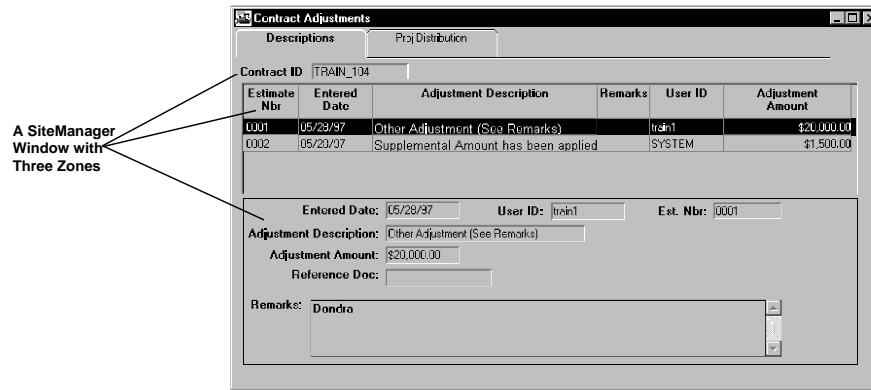 Contract Adjustments
Descriptions Proj Distribution
Contract ID TRAIN_104
Estimate Nbr Entered Date Adjustment Description Remarks User ID Adjustment Amount
0001 05/28/97 Other Adjustment (See Remarks) train1 $20,000.00
0002 05/20/97 Supplemental Amount has been applied SYSTEM $1,500.00
A SiteManager
Window with
Three Zones
Entered Date: 05/28/97 User ID: train1 Est. Nbr: 0001
Adjustment Description: Other Adjustment (See Remarks)
Adjustment Amount: $20,000.00
Reference Doc:
Remarks: Dondra